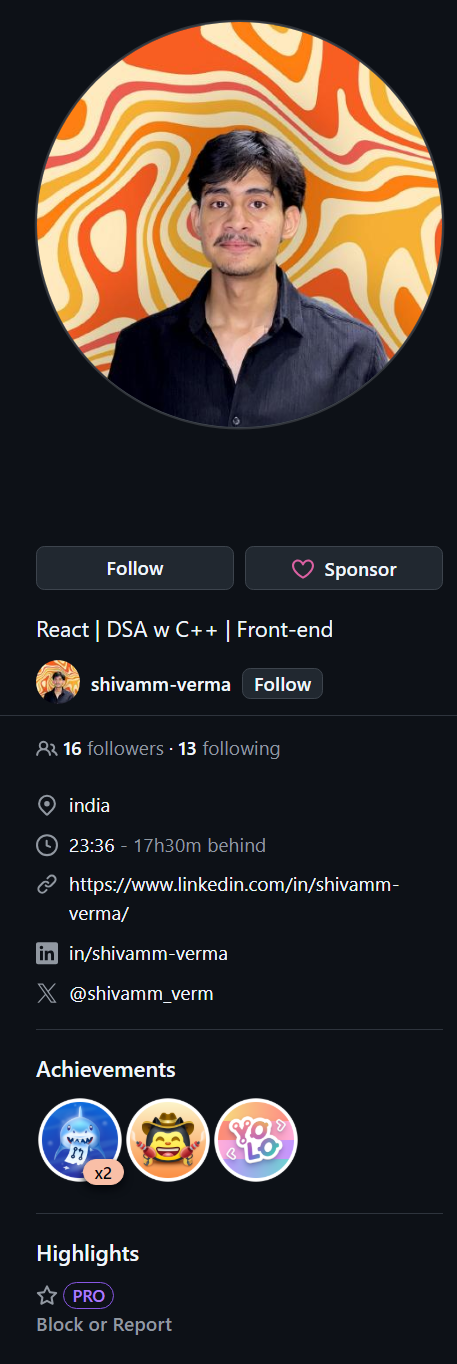 Follow
Sponsor
React | DSA w C++ | Front-end
shivamm-verma Follow
16 followers · 13 following
india
23:36 - 17h30m behind
https://www.linkedin.com/in/shivamm-
verma/
in/shivamm-verma
@shivamm_verm
Achievements
x2
YOLO
Highlights
PRO
Block or Report